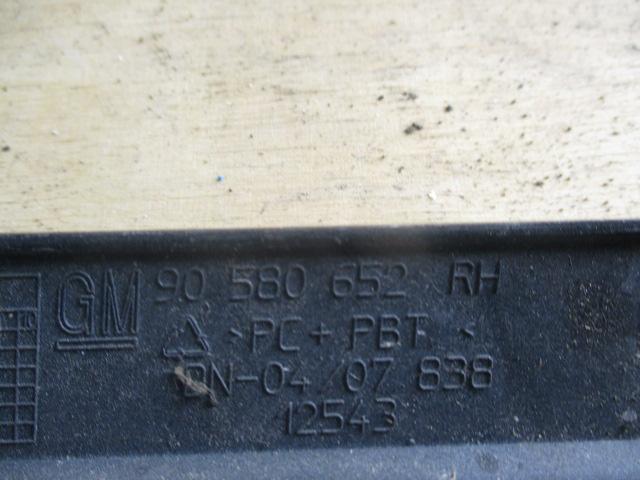 GM 90 580 652 RH
>PC + PBT <
DN-04/07 838
12543